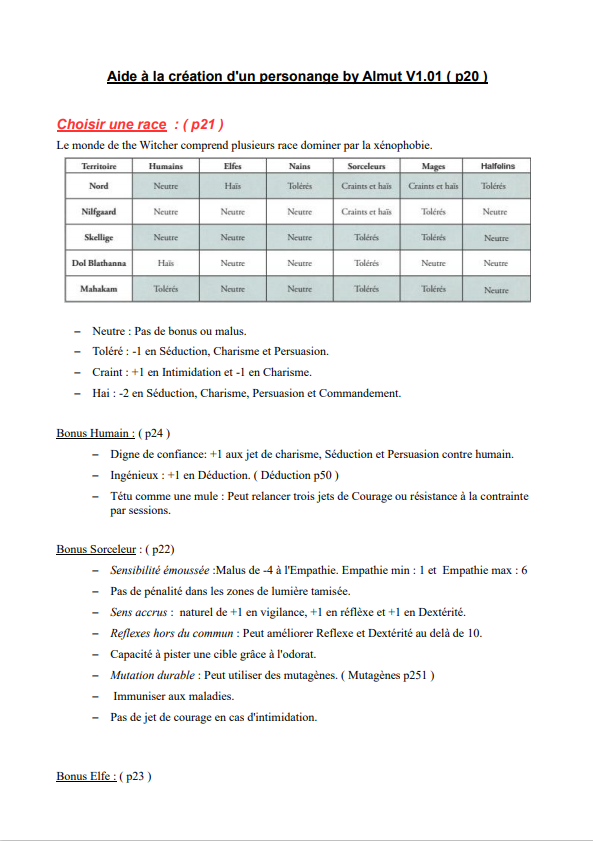 Aide à la création d'un personange by Almut V1.01 ( p20 )
Choisir une race : ( p21 )
Le monde de the Witcher comprend plusieurs race dominer par la xénophobie.
Territoire Humains Elfes Nains Sorceleurs Mages Halfelins
Nord Neutre Haïs Tolérés Craints et haïs Craints et haïs Tolérés
Nilfgaard Neutre Neutre Neutre Craints et haïs Tolérés Neutre
Skellige Neutre Neutre Neutre Tolérés Tolérés Neutre
Dol Blathanna Haïs Neutre Neutre Tolérés Neutre Neutre
Mahakam Tolérés Neutre Neutre Tolérés Tolérés Neutre
– Neutre : Pas de bonus ou malus.
– Toléré : -1 en Séduction, Charisme et Persuasion.
– Craint : +1 en Intimidation et -1 en Charisme.
– Hai : -2 en Séduction, Charisme, Persuasion et Commandement.
Bonus Humain : ( p24 )
– Digne de confiance: +1 aux jet de charisme, Séduction et Persuasion contre humain.
– Ingénieux : +1 en Déduction. ( Déduction p50 )
– Tétu comme une mule : Peut relancer trois jets de Courage ou résistance à la contrainte
par sessions.
Bonus Sorceleur : ( p22)
– Sensibilité émoussée :Malus de -4 à l'Empathie. Empathie min : 1 et Empathie max : 6
– Pas de pénalité dans les zones de lumière tamisée.
– Sens accrus : naturel de +1 en vigilance, +1 en réflèxe et +1 en Dextérité.
– Reflexes hors du commun : Peut améliorer Reflexe et Dextérité au delà de 10.
– Capacité à pister une cible grâce à l'odorat.
– Mutation durable : Peut utiliser des mutagènes. ( Mutagènes p251 )
– Immuniser aux maladies.
– Pas de jet de courage en cas d'intimidation.
Bonus Elfe : ( p23 )